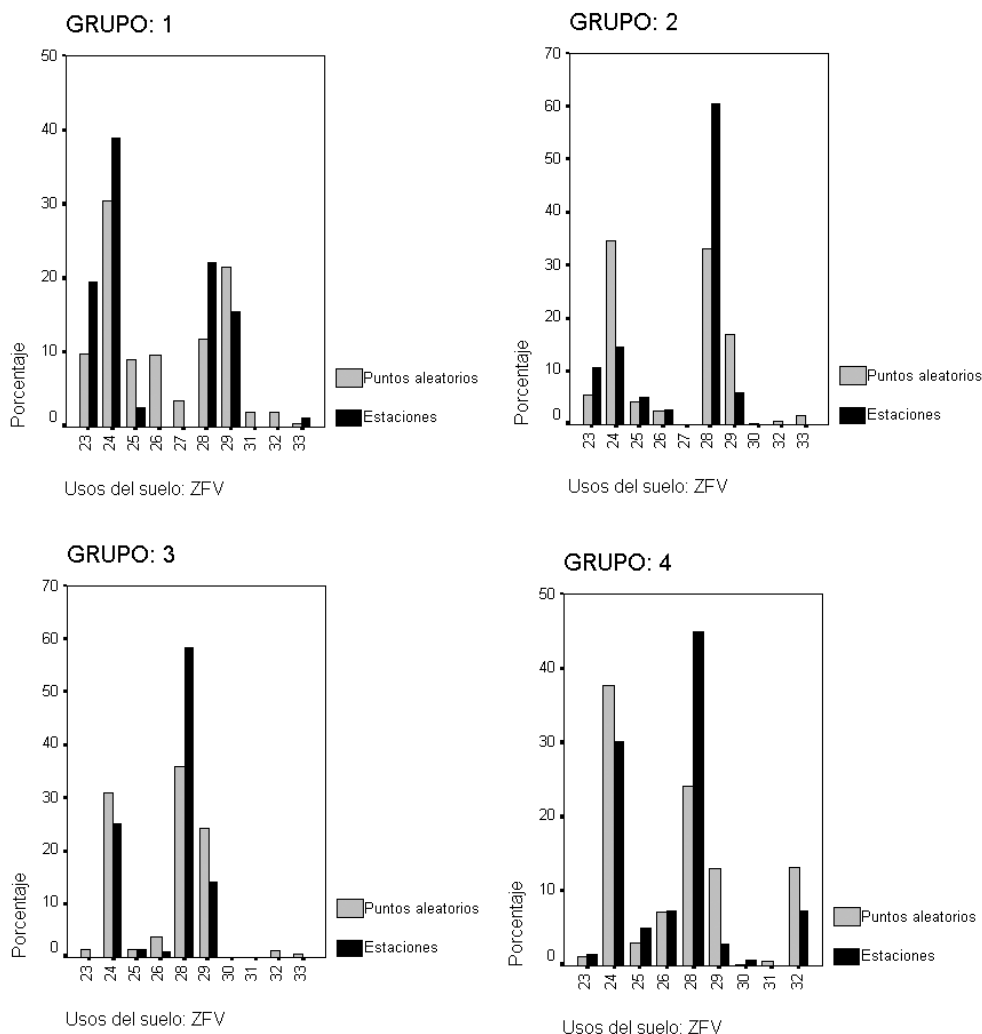 GRUPO: 1
50
40
30
20
10
0
Porcentaje
23 24 25 26 27 28 29 31 32 33
Usos del suelo: ZFV
Puntos aleatorios
Estaciones
GRUPO: 2
70
60
50
40
30
20
10
0
Porcentaje
23 24 25 26 27 28 29 30 32 33
Usos del suelo: ZFV
Puntos aleatorios
Estaciones
GRUPO: 3
70
60
50
40
30
20
10
0
Porcentaje
23 24 25 26 28 29 30 31 32 33
Usos del suelo: ZFV
Puntos aleatorios
Estaciones
GRUPO: 4
50
40
30
20
10
0
Porcentaje
23 24 25 26 28 29 30 31 32
Usos del suelo: ZFV
Puntos aleatorios
Estaciones